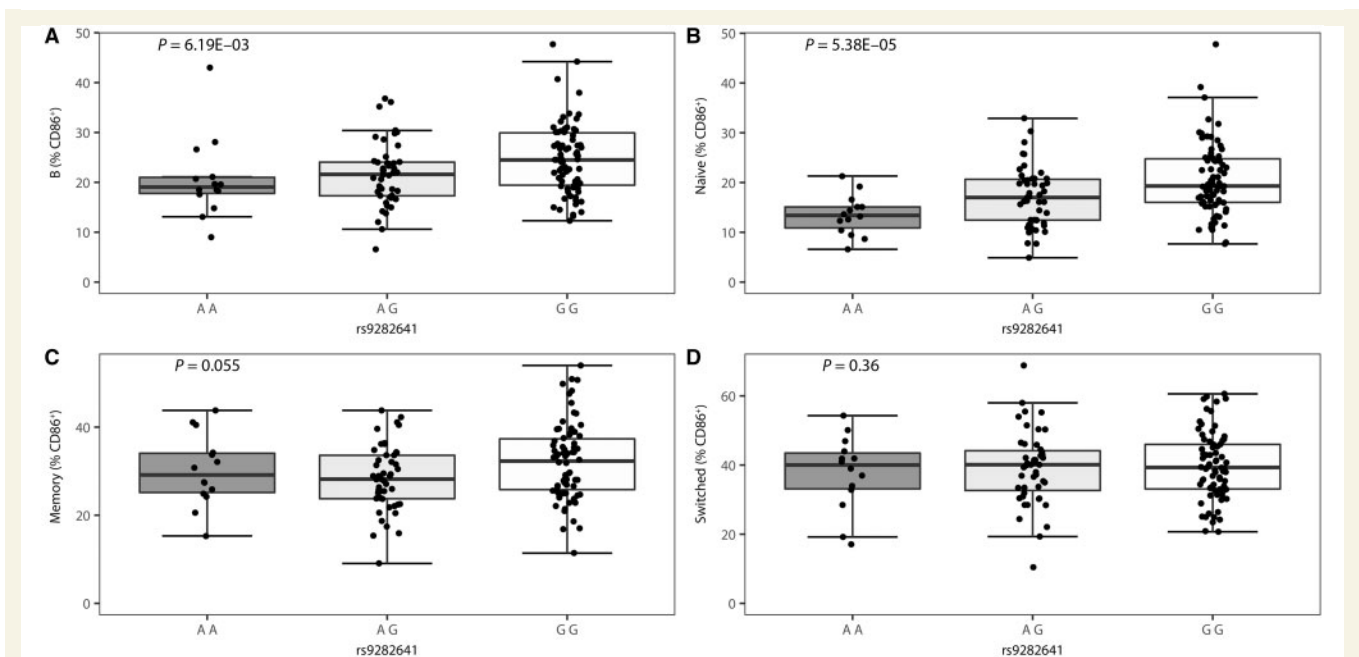 A
P = 6.19E–03
B (% CD86⁺)
50
40
30
20
10
0
A A
A G
G G
rs9282641
B
P = 5.38E–05
Naive (% CD86⁺)
50
40
30
20
10
0
A A
A G
G G
rs9282641
C
P = 0.055
Memory (% CD86⁺)
40
20
0
A A
A G
G G
rs9282641
D
P = 0.36
Switched (% CD86⁺)
60
40
20
0
A A
A G
G G
rs9282641